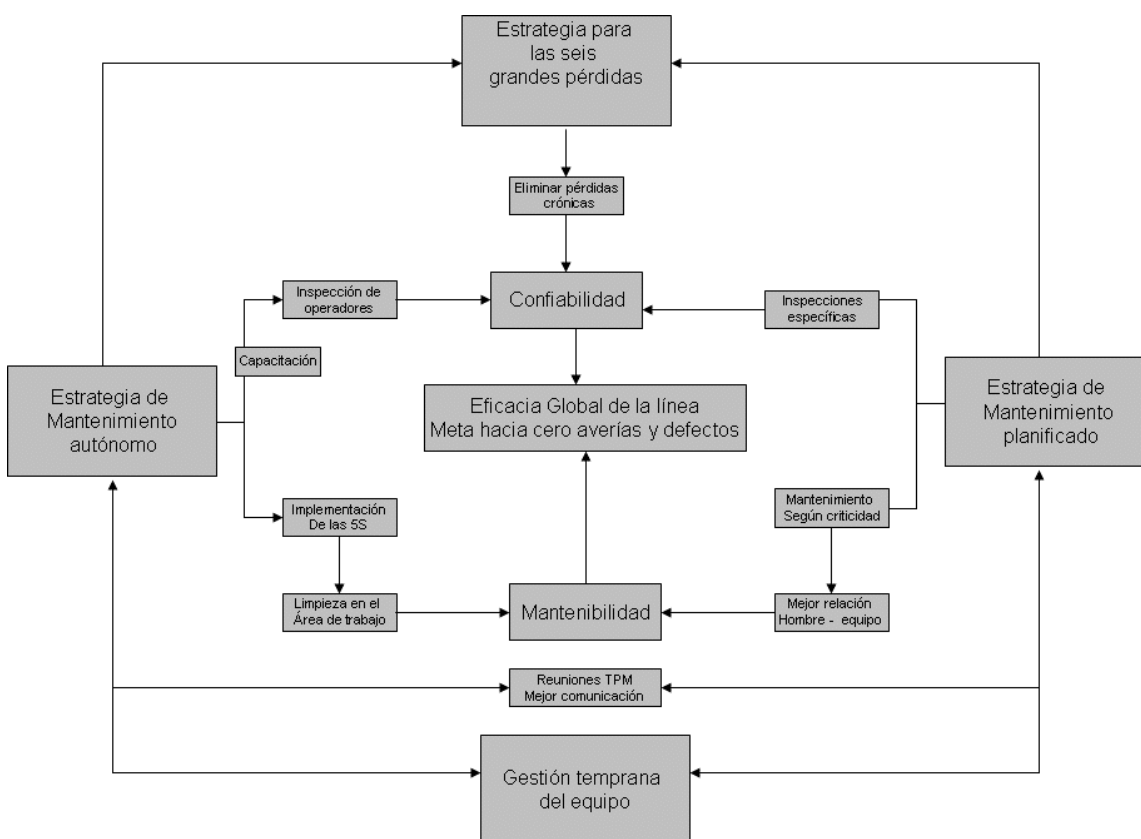 Estrategia para
las seis
grandes pérdidas
Eliminar pérdidas
crónicas
Inspección de
operadores
Confiabilidad
Inspecciones
específicas
Capacitación
Estrategia de
Mantenimiento
autónomo
Eficacia Global de la línea
Meta hacia cero averías y defectos
Estrategia de
Mantenimiento
planificado
Implementación
De las 5S
Mantenimiento
Según criticidad
Limpieza en el
Área de trabajo
Mantenibilidad
Mejor relación
Hombre - equipo
Reuniones TPM
Mejor comunicación
Gestión temprana
del equipo